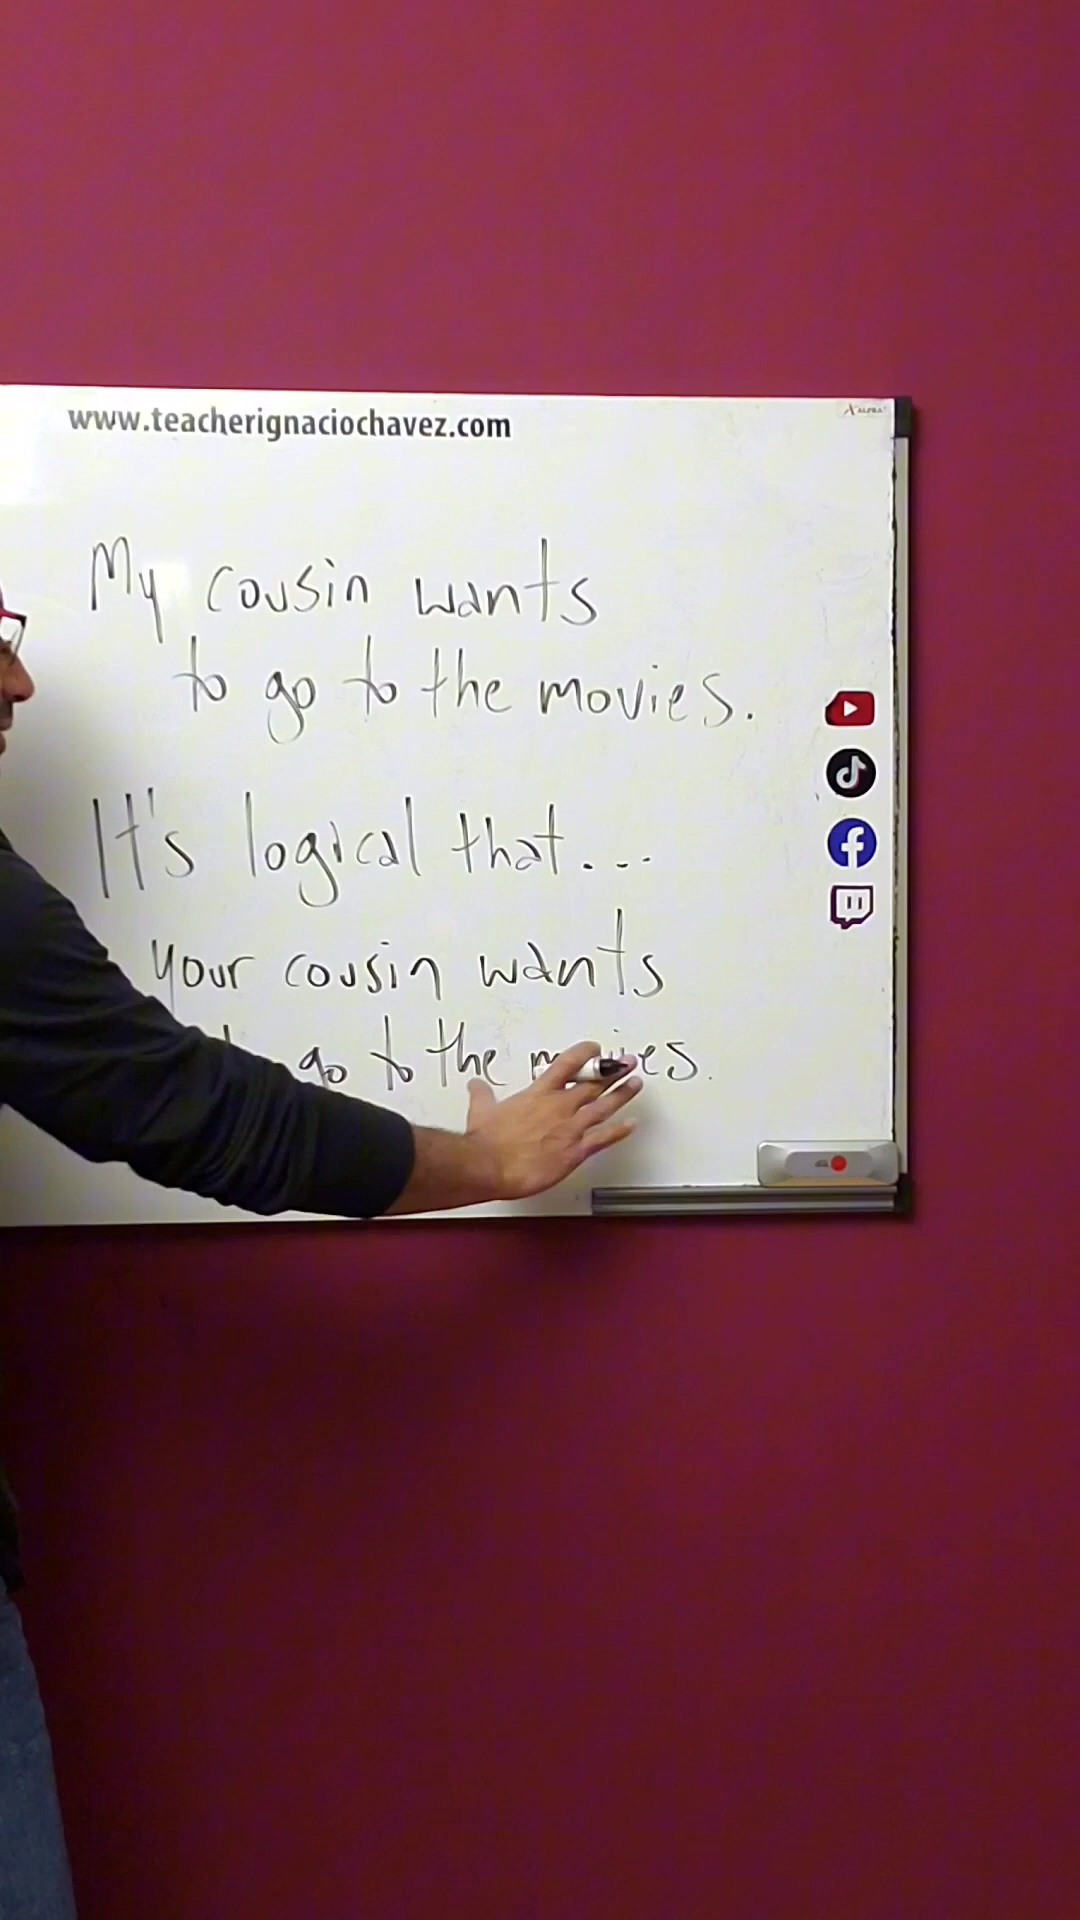 www.teacherignaciochavez.com
ALPRA
My cousin wants
to go to the movies.
It's logical that...
your cousin wants
go to the movies.